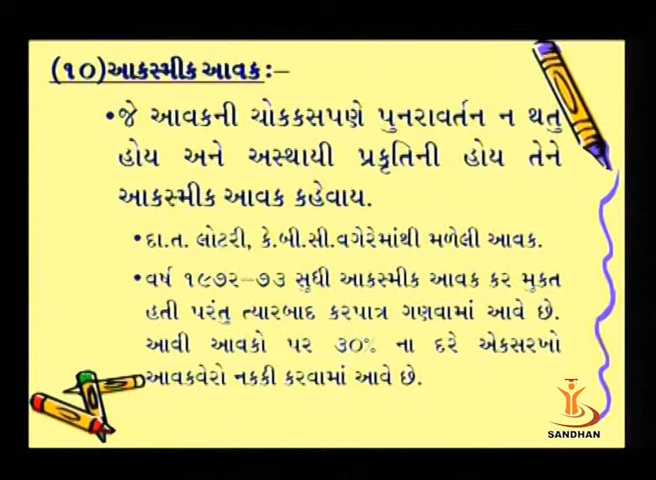 (૧૦)આકસ્મીક આવકઃ–
•જે આવકની ચોકકસપણે પુનરાવર્તન ન થતુ
હોય અને અસ્થાયી પ્રકૃતિની હોય તેને
આકસ્મીક આવક કહેવાય.
•દા.ત. લોટરી, કે.બી.સી.વગેરેમાંથી મળેલી આવક.
•વર્ષ ૧૯૭૨–૭૩ સુધી આકસ્મીક આવક કર મુકત
હતી પરંતુ ત્યારબાદ કરપાત્ર ગણવામાં આવે છે.
આવી આવકો પર ૩૦% ના દરે એકસરખો
આવકવેરો નકકી કરવામાં આવે છે.
SANDHAN